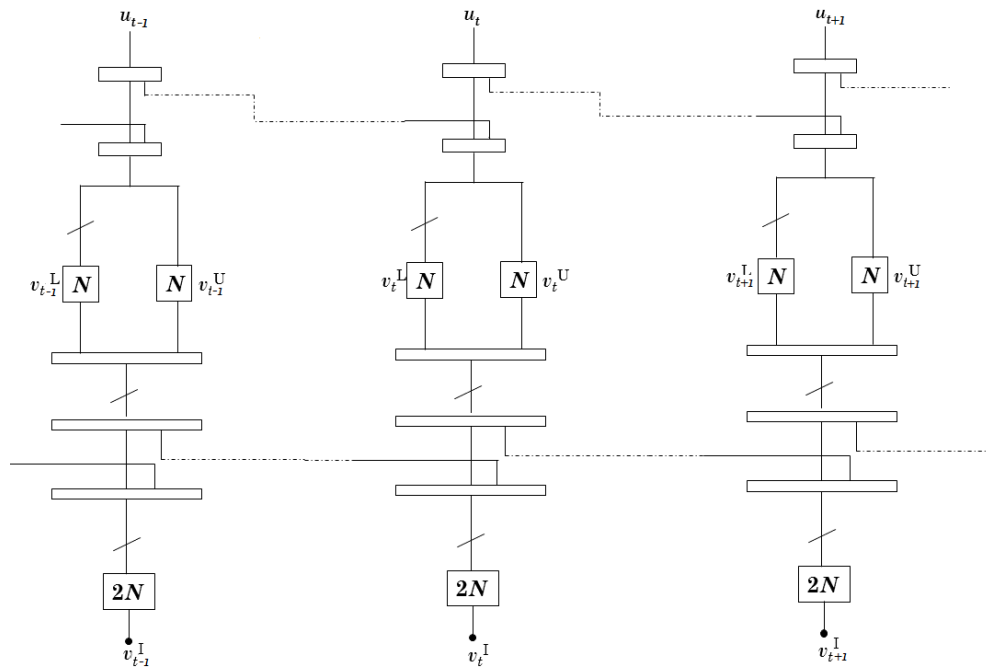 u_{t-1} u_t u_{t+1}
v_{t-1}^L N N v_{t-1}^U v_t^L N N v_t^U v_{t+1}^L N N v_{t+1}^U
2N 2N 2N
v_{t-1}^I v_t^I v_{t+1}^I